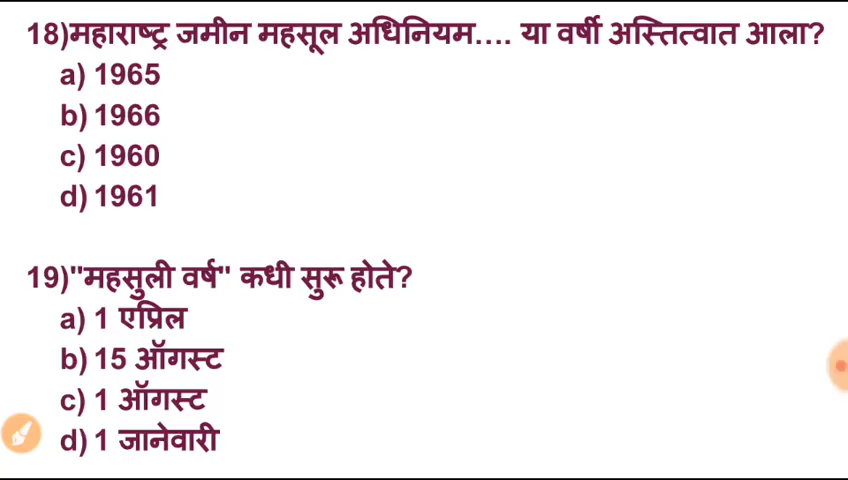 18)महाराष्ट्र जमीन महसूल अधिनियम.... या वर्षी अस्तित्वात आला?
a) 1965
b) 1966
c) 1960
d) 1961
19)"महसुली वर्ष" कधी सुरू होते?
a) 1 एप्रिल
b) 15 ऑगस्ट
c) 1 ऑगस्ट
d) 1 जानेवारी